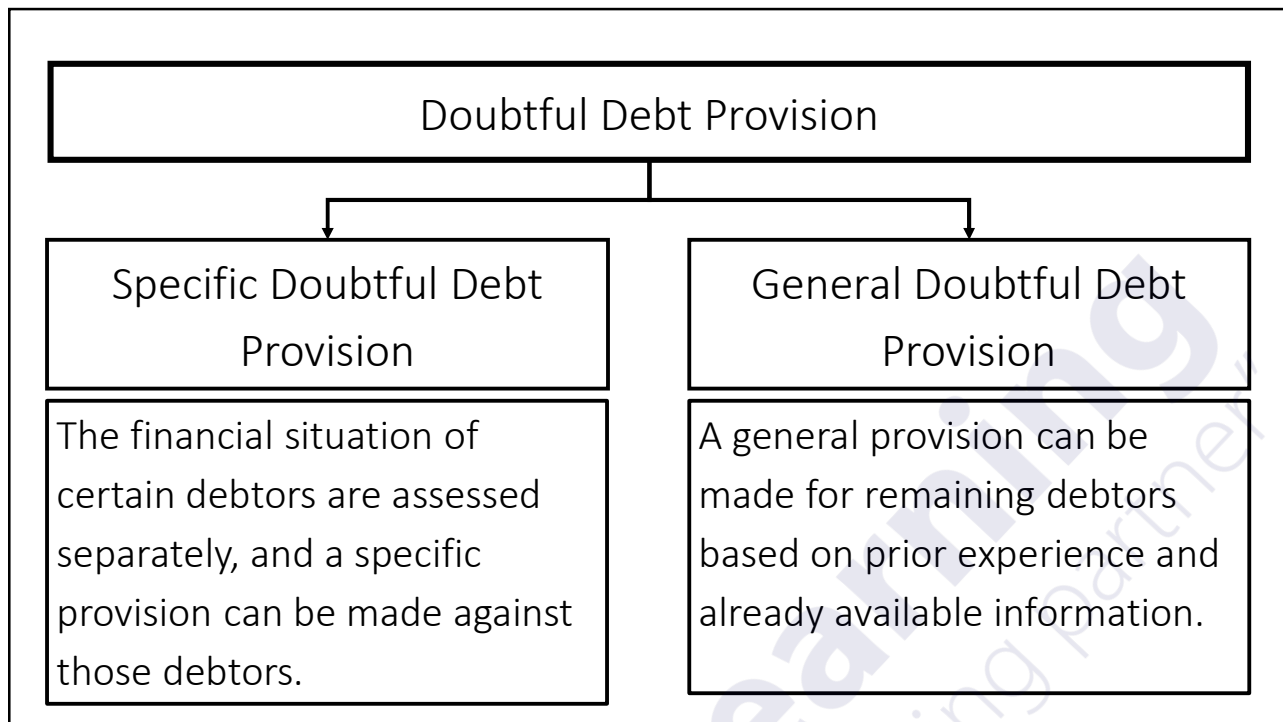 Doubtful Debt Provision
Specific Doubtful Debt
Provision
General Doubtful Debt
Provision
The financial situation of
certain debtors are assessed
separately, and a specific
provision can be made against
those debtors.
A general provision can be
made for remaining debtors
based on prior experience and
already available information.
partner"